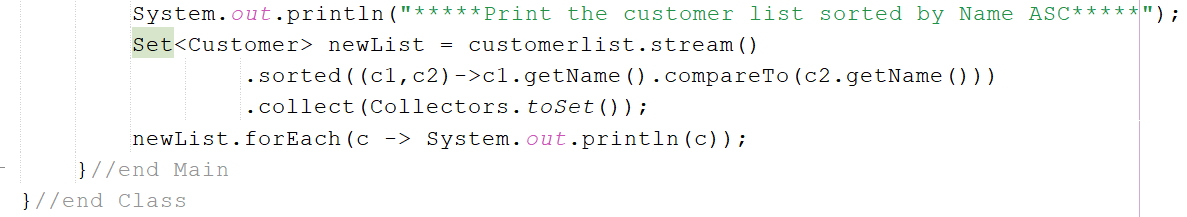 System.out.println("*****Print the customer list sorted by Name ASC*****");
Set<Customer> newList = customerlist.stream()
.sorted((c1,c2)->c1.getName().compareTo(c2.getName()))
.collect(Collectors.toSet());
newList.forEach(c -> System.out.println(c));
}//end Main
}//end Class